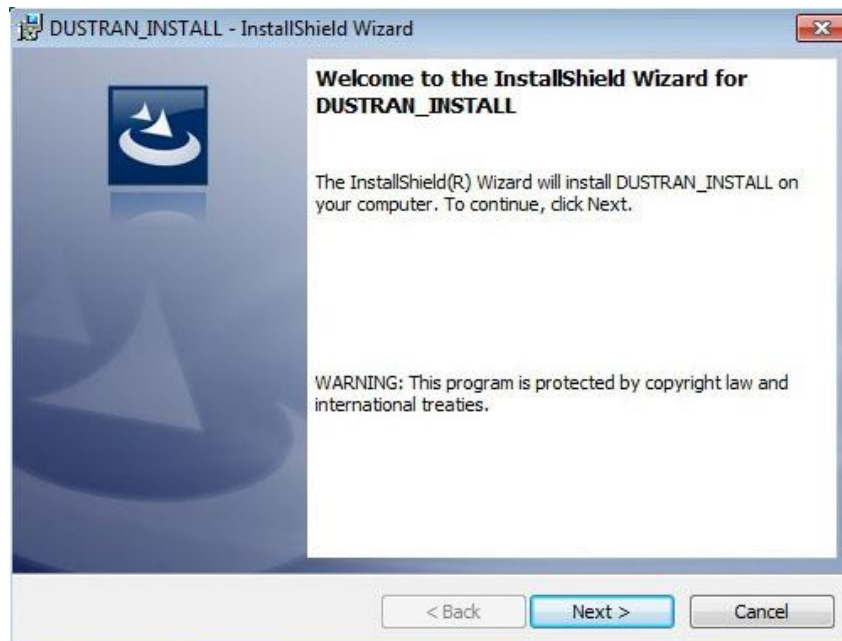 DUSTRAN_INSTALL - InstallShield Wizard
Welcome to the InstallShield Wizard for
DUSTRAN_INSTALL
The InstallShield(R) Wizard will install DUSTRAN_INSTALL on
your computer. To continue, click Next.
WARNING: This program is protected by copyright law and
international treaties.
< Back
Next >
Cancel